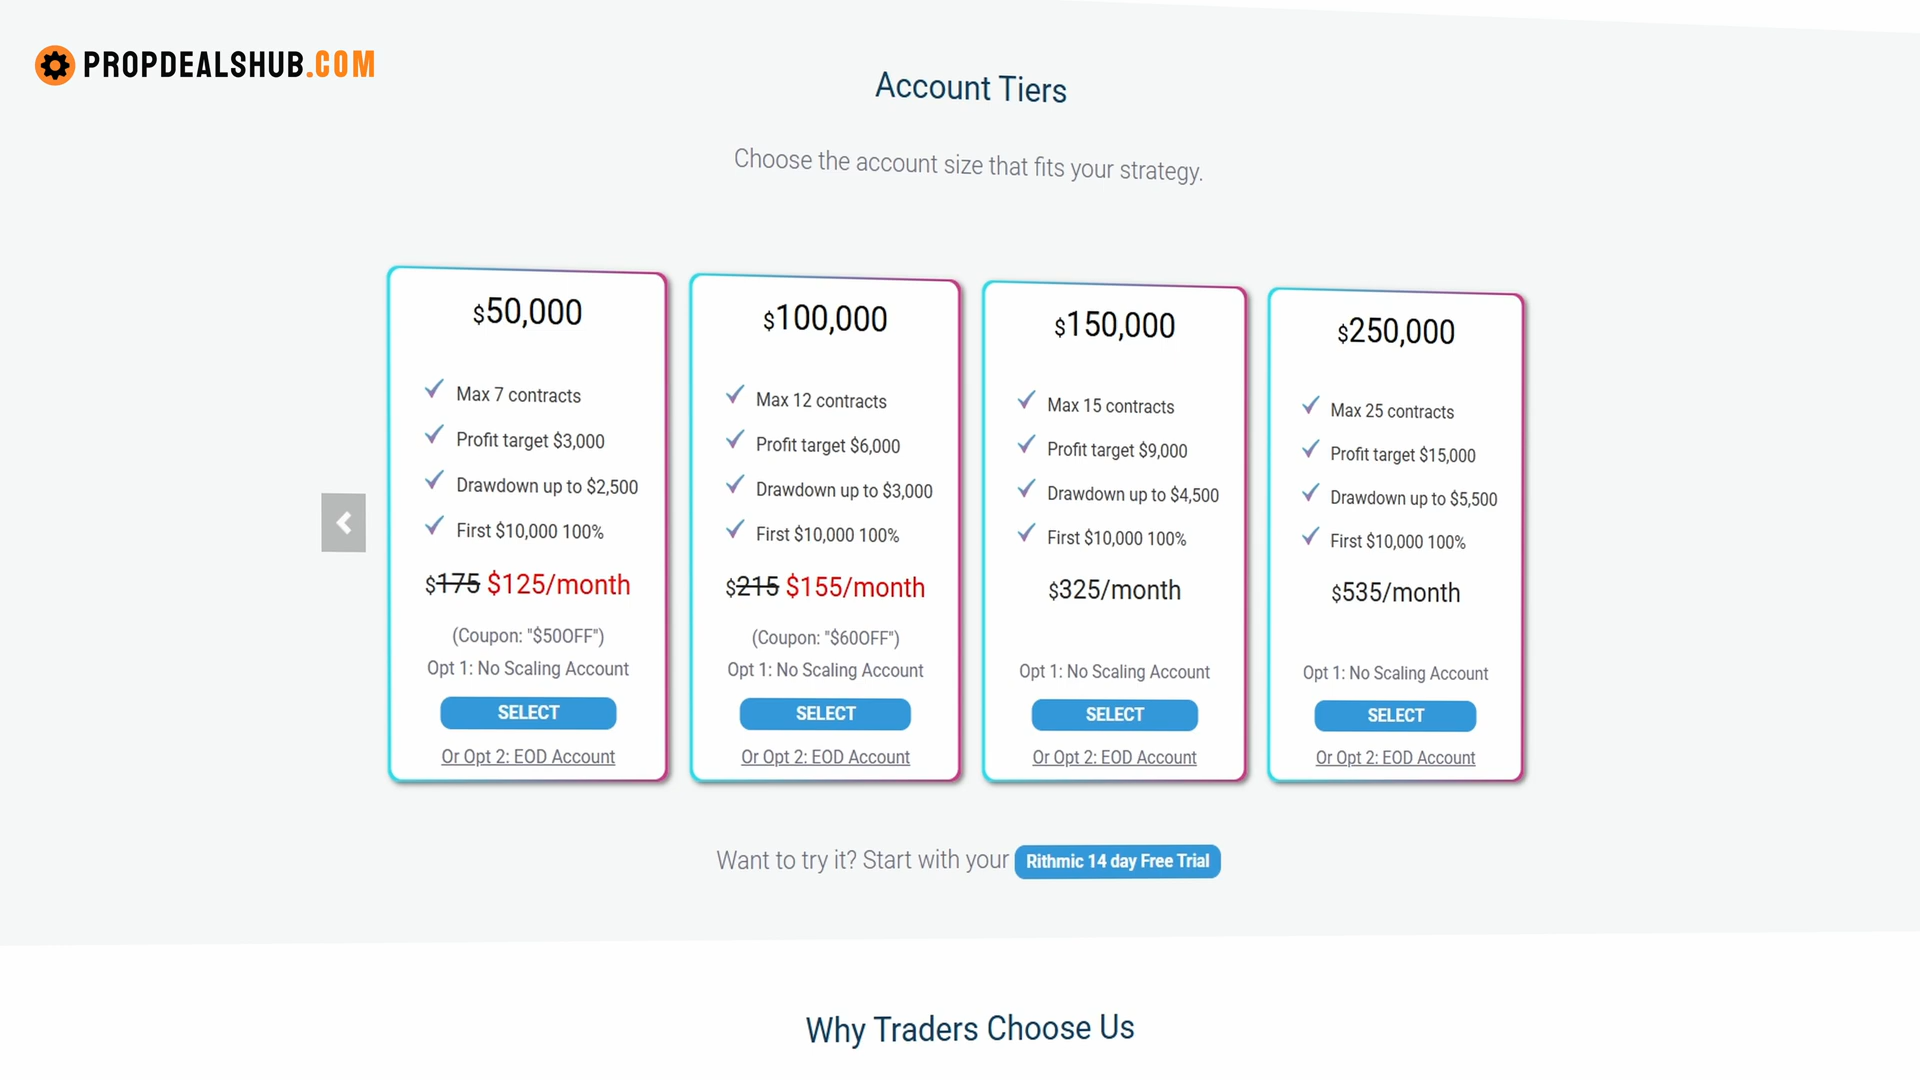 PROPDEALSHUB.COM
Account Tiers
Choose the account size that fits your strategy.
$50,000
Max 7 contracts
Profit target $3,000
Drawdown up to $2,500
First $10,000 100%
$175 $125/month
(Coupon: "$50OFF")
Opt 1: No Scaling Account
SELECT
Or Opt 2: EOD Account
$100,000
Max 12 contracts
Profit target $6,000
Drawdown up to $3,000
First $10,000 100%
$215 $155/month
(Coupon: "$60OFF")
Opt 1: No Scaling Account
SELECT
Or Opt 2: EOD Account
$150,000
Max 15 contracts
Profit target $9,000
Drawdown up to $4,500
First $10,000 100%
$325/month
Opt 1: No Scaling Account
SELECT
Or Opt 2: EOD Account
$250,000
Max 25 contracts
Profit target $15,000
Drawdown up to $5,500
First $10,000 100%
$535/month
Opt 1: No Scaling Account
SELECT
Or Opt 2: EOD Account
Want to try it? Start with your Rithmic 14 day Free Trial
Why Traders Choose Us